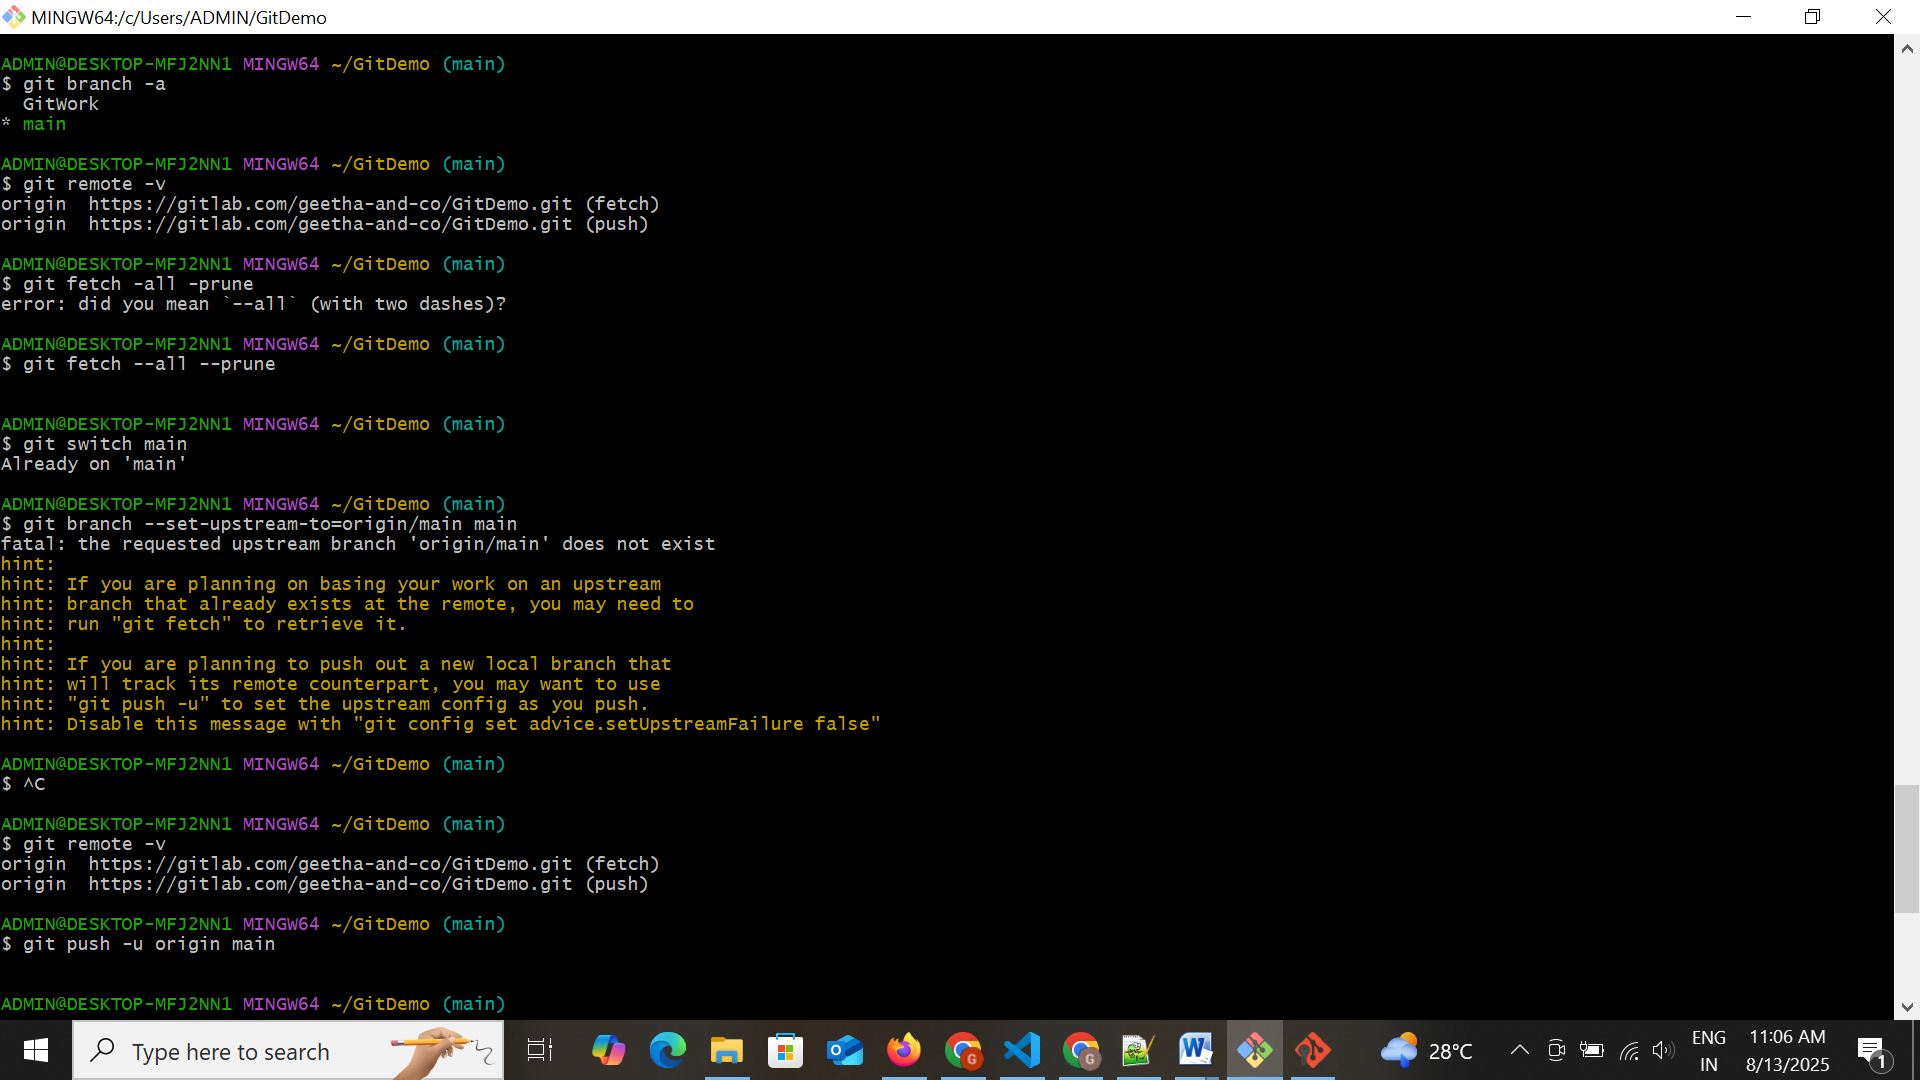 MINGW64:/c/Users/ADMIN/GitDemo
ADMIN@DESKTOP-MFJ2NN1 MINGW64 ~/GitDemo (main)
$ git branch -a
  GitWork
* main
ADMIN@DESKTOP-MFJ2NN1 MINGW64 ~/GitDemo (main)
$ git remote -v
origin  https://gitlab.com/geetha-and-co/GitDemo.git (fetch)
origin  https://gitlab.com/geetha-and-co/GitDemo.git (push)
ADMIN@DESKTOP-MFJ2NN1 MINGW64 ~/GitDemo (main)
$ git fetch -all -prune
error: did you mean `--all` (with two dashes)?
ADMIN@DESKTOP-MFJ2NN1 MINGW64 ~/GitDemo (main)
$ git fetch --all --prune
ADMIN@DESKTOP-MFJ2NN1 MINGW64 ~/GitDemo (main)
$ git switch main
Already on 'main'
ADMIN@DESKTOP-MFJ2NN1 MINGW64 ~/GitDemo (main)
$ git branch --set-upstream-to=origin/main main
fatal: the requested upstream branch 'origin/main' does not exist
hint:
hint: If you are planning on basing your work on an upstream
hint: branch that already exists at the remote, you may need to
hint: run "git fetch" to retrieve it.
hint:
hint: If you are planning to push out a new local branch that
hint: will track its remote counterpart, you may want to use
hint: "git push -u" to set the upstream config as you push.
hint: Disable this message with "git config set advice.setUpstreamFailure false"
ADMIN@DESKTOP-MFJ2NN1 MINGW64 ~/GitDemo (main)
$ ^C
ADMIN@DESKTOP-MFJ2NN1 MINGW64 ~/GitDemo (main)
$ git remote -v
origin  https://gitlab.com/geetha-and-co/GitDemo.git (fetch)
origin  https://gitlab.com/geetha-and-co/GitDemo.git (push)
ADMIN@DESKTOP-MFJ2NN1 MINGW64 ~/GitDemo (main)
$ git push -u origin main
ADMIN@DESKTOP-MFJ2NN1 MINGW64 ~/GitDemo (main)
Type here to search
28°C
ENG
IN
11:06 AM
8/13/2025
1